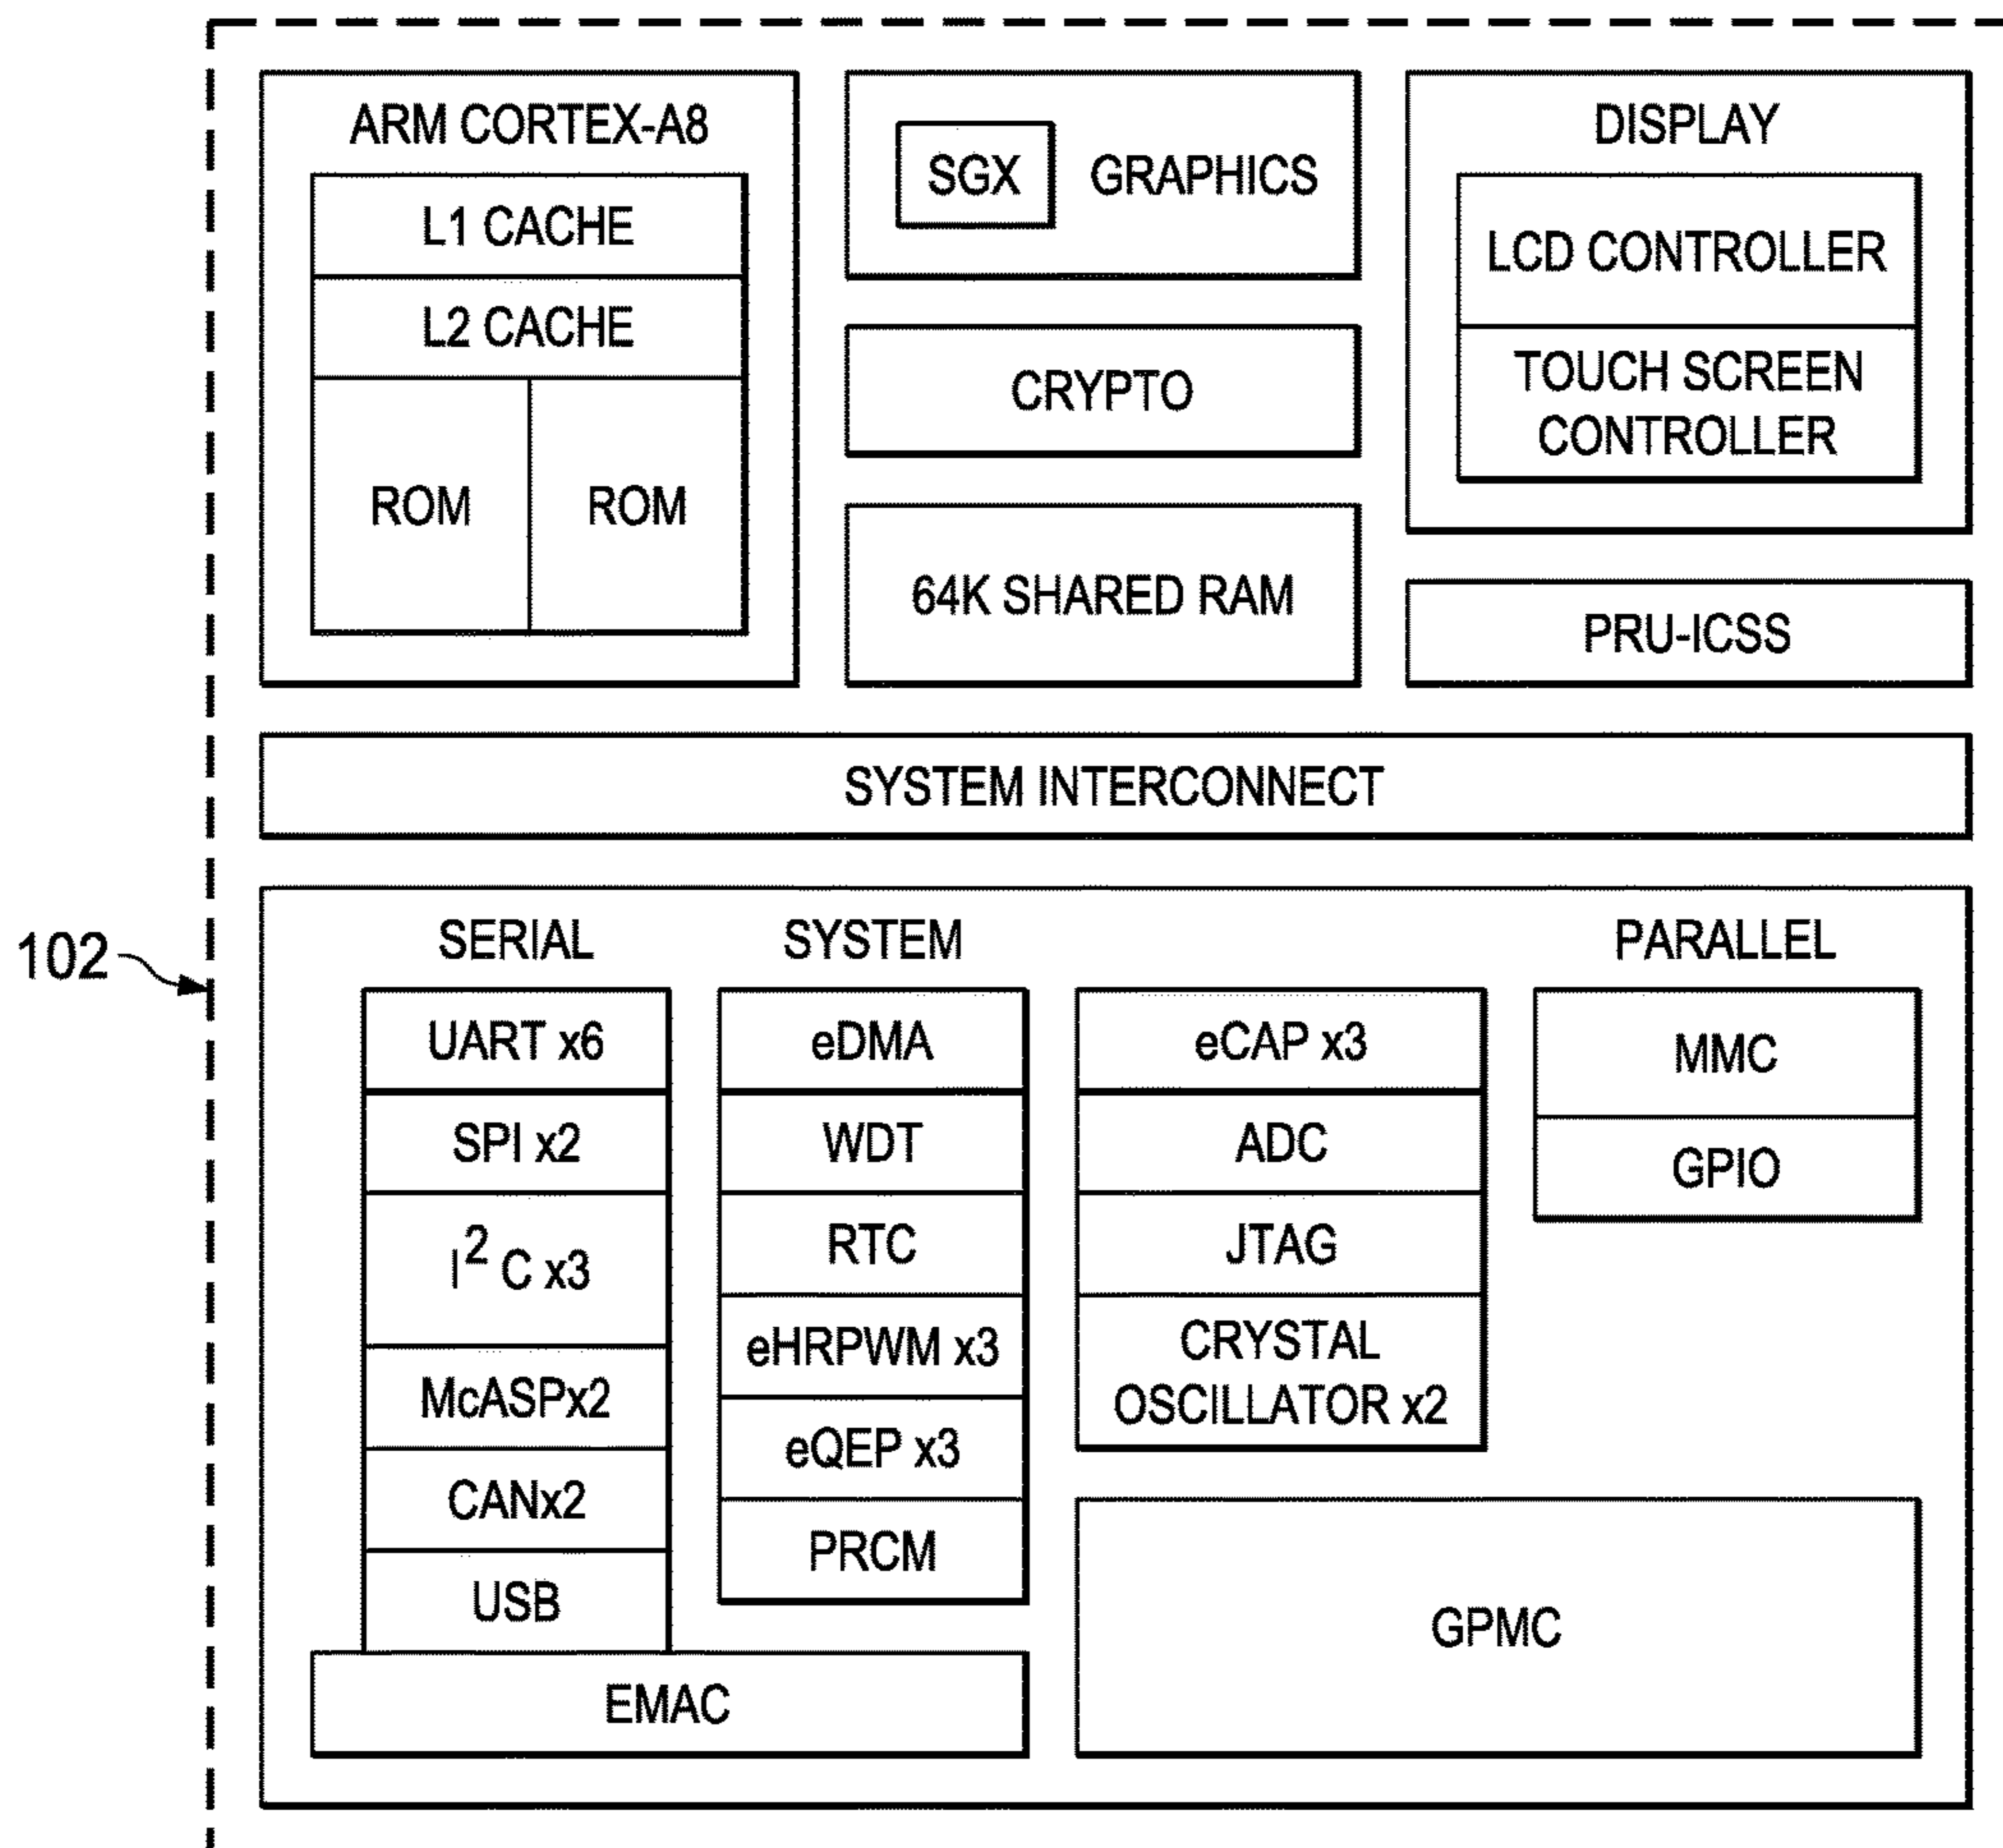 ARM CORTEX-A8
L1 CACHE
L2 CACHE
ROM
ROM
SGX
GRAPHICS
CRYPTO
64K SHARED RAM
DISPLAY
LCD CONTROLLER
TOUCH SCREEN
CONTROLLER
PRU-ICSS
SYSTEM INTERCONNECT
102
SERIAL
UART x6
SPI x2
I² C x3
McASPx2
CANx2
USB
EMAC
SYSTEM
eDMA
WDT
RTC
eHRPWM x3
eQEP x3
PRCM
eCAP x3
ADC
JTAG
CRYSTAL
OSCILLATOR x2
PARALLEL
MMC
GPIO
GPMC